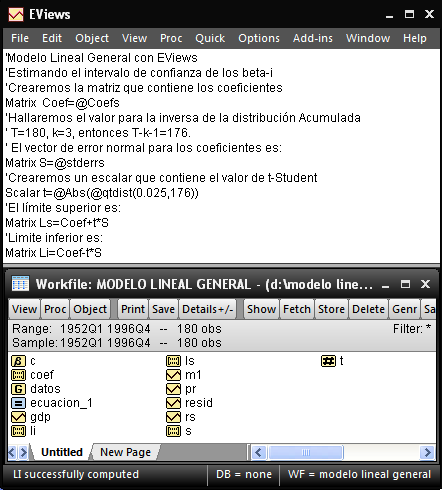 EViews
File Edit Object View Proc Quick Options Add-ins Window Help
'Modelo Lineal General con EViews
'Estimando el intervalo de confianza de los beta-i
'Crearemos la matriz que contiene los coeficientes
Matrix Coef=@Coefs
'Hallaremos el valor para la inversa de la distribución Acumulada
' T=180, k=3, entonces T-k-1=176.
' El vector de error normal para los coeficientes es:
Matrix S=@stderrs
'Crearemos un escalar que contiene el valor de t-Student
Scalar t=@Abs(@qtdist(0.025,176))
'El límite superior es:
Matrix Ls=Coef+t*S
'Limite inferior es:
Matrix Li=Coef-t*S
Workfile: MODELO LINEAL GENERAL - (d:\modelo line...
View Proc Object Print Save Details+/- Show Fetch Store Delete Genr Sa
Range: 1952Q1 1996Q4 -- 180 obs Filter: *
Sample: 1952Q1 1996Q4 -- 180 obs
β c
coef
G datos
= ecuacion_1
gdp
li
ls
m1
pr
resid
rs
s
# t
Untitled New Page
LI successfully computed DB = none WF = modelo lineal general